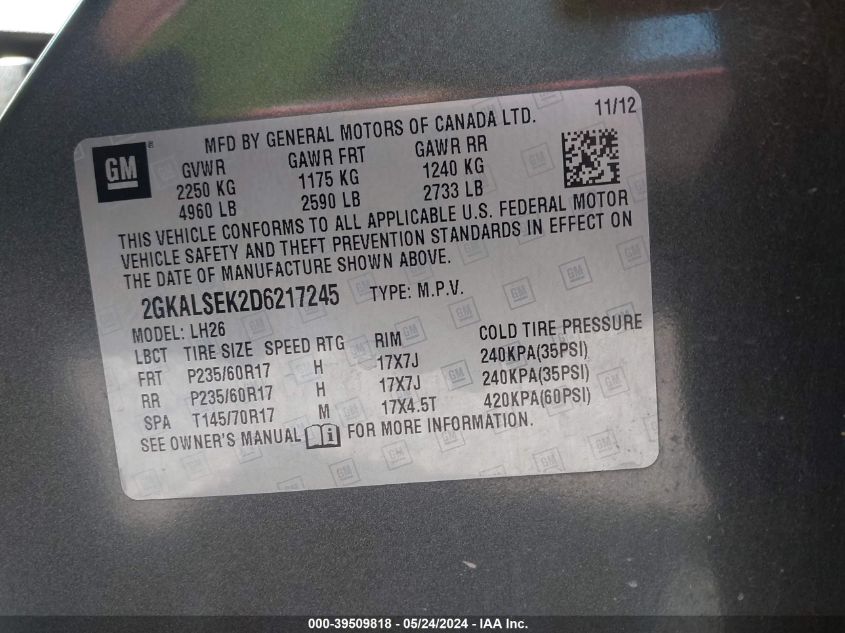 GM
MFD BY GENERAL MOTORS OF CANADA LTD. 11/12
GVWR GAWR FRT GAWR RR
2250 KG 1175 KG 1240 KG
4960 LB 2590 LB 2733 LB
THIS VEHICLE CONFORMS TO ALL APPLICABLE U.S. FEDERAL MOTOR
VEHICLE SAFETY AND THEFT PREVENTION STANDARDS IN EFFECT ON
THE DATE OF MANUFACTURE SHOWN ABOVE.
2GKALSEK2D6217245 TYPE: M.P.V.
MODEL: LH26
LBCT TIRE SIZE SPEED RTG RIM COLD TIRE PRESSURE
FRT P235/60R17 H 17X7J 240KPA(35PSI)
RR P235/60R17 H 17X7J 240KPA(35PSI)
SPA T145/70R17 M 17X4.5T 420KPA(60PSI)
SEE OWNER'S MANUAL FOR MORE INFORMATION.
000-39509818 - 05/24/2024 - IAA Inc.